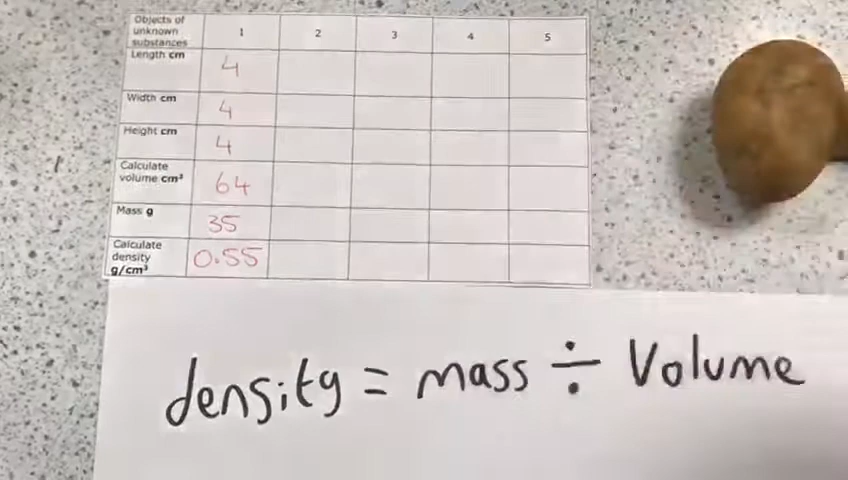 Objects of
unknown
substances
1
2
3
4
5
Length cm
4
Width cm
4
Height cm
4
Calculate
volume cm³
64
Mass g
35
Calculate
density
g/cm³
0.55
density = mass ÷ Volume